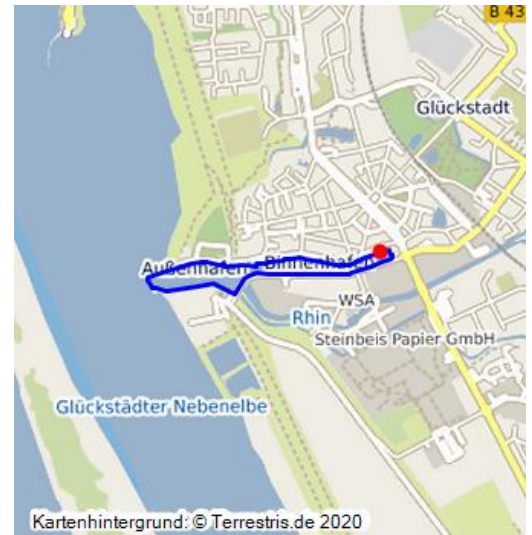 B 43
Glückstadt
Außenhafen
Binnenhafen
WSA
Rhin
Steinbeis Papier GmbH
Glückstädter Nebenelbe
Kartenhintergrund: © Terrestris.de 2020